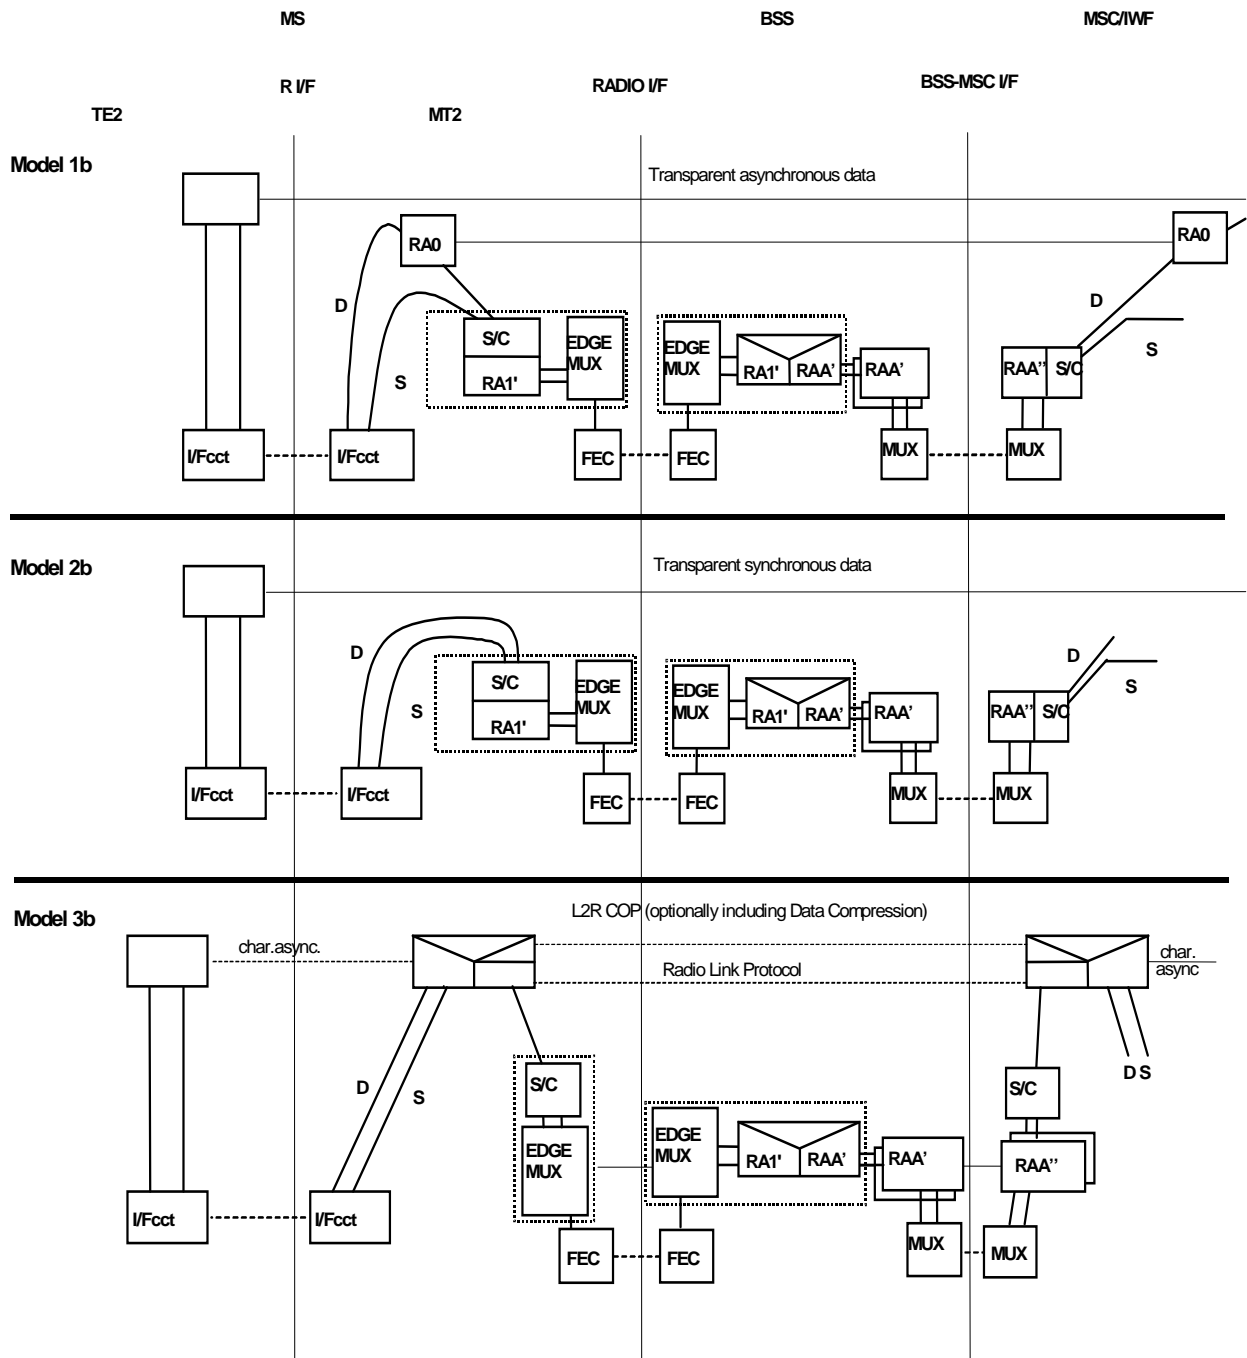 MS BSS MSC/IWF
R I/F RADIO I/F BSS-MSC I/F
TE2 MT2
Model 1b
Transparent asynchronous data
RA0 RA0
D D
S/C EDGE MUX EDGE MUX S
RA1' RA1' RAA' RAA' RAA'' S/C
S
I/Fcct I/Fcct FEC FEC MUX MUX
Model 2b
Transparent synchronous data
D D
S/C EDGE MUX EDGE MUX S
S RA1' RA1' RAA' RAA' RAA'' S/C
I/Fcct I/Fcct FEC FEC MUX MUX
Model 3b
L2R COP (optionally including Data Compression)
char.async. char. async
Radio Link Protocol
D S S/C S/C D S
EDGE MUX EDGE MUX RA1' RAA' RAA' RAA''
I/Fcct I/Fcct
FEC FEC MUX MUX